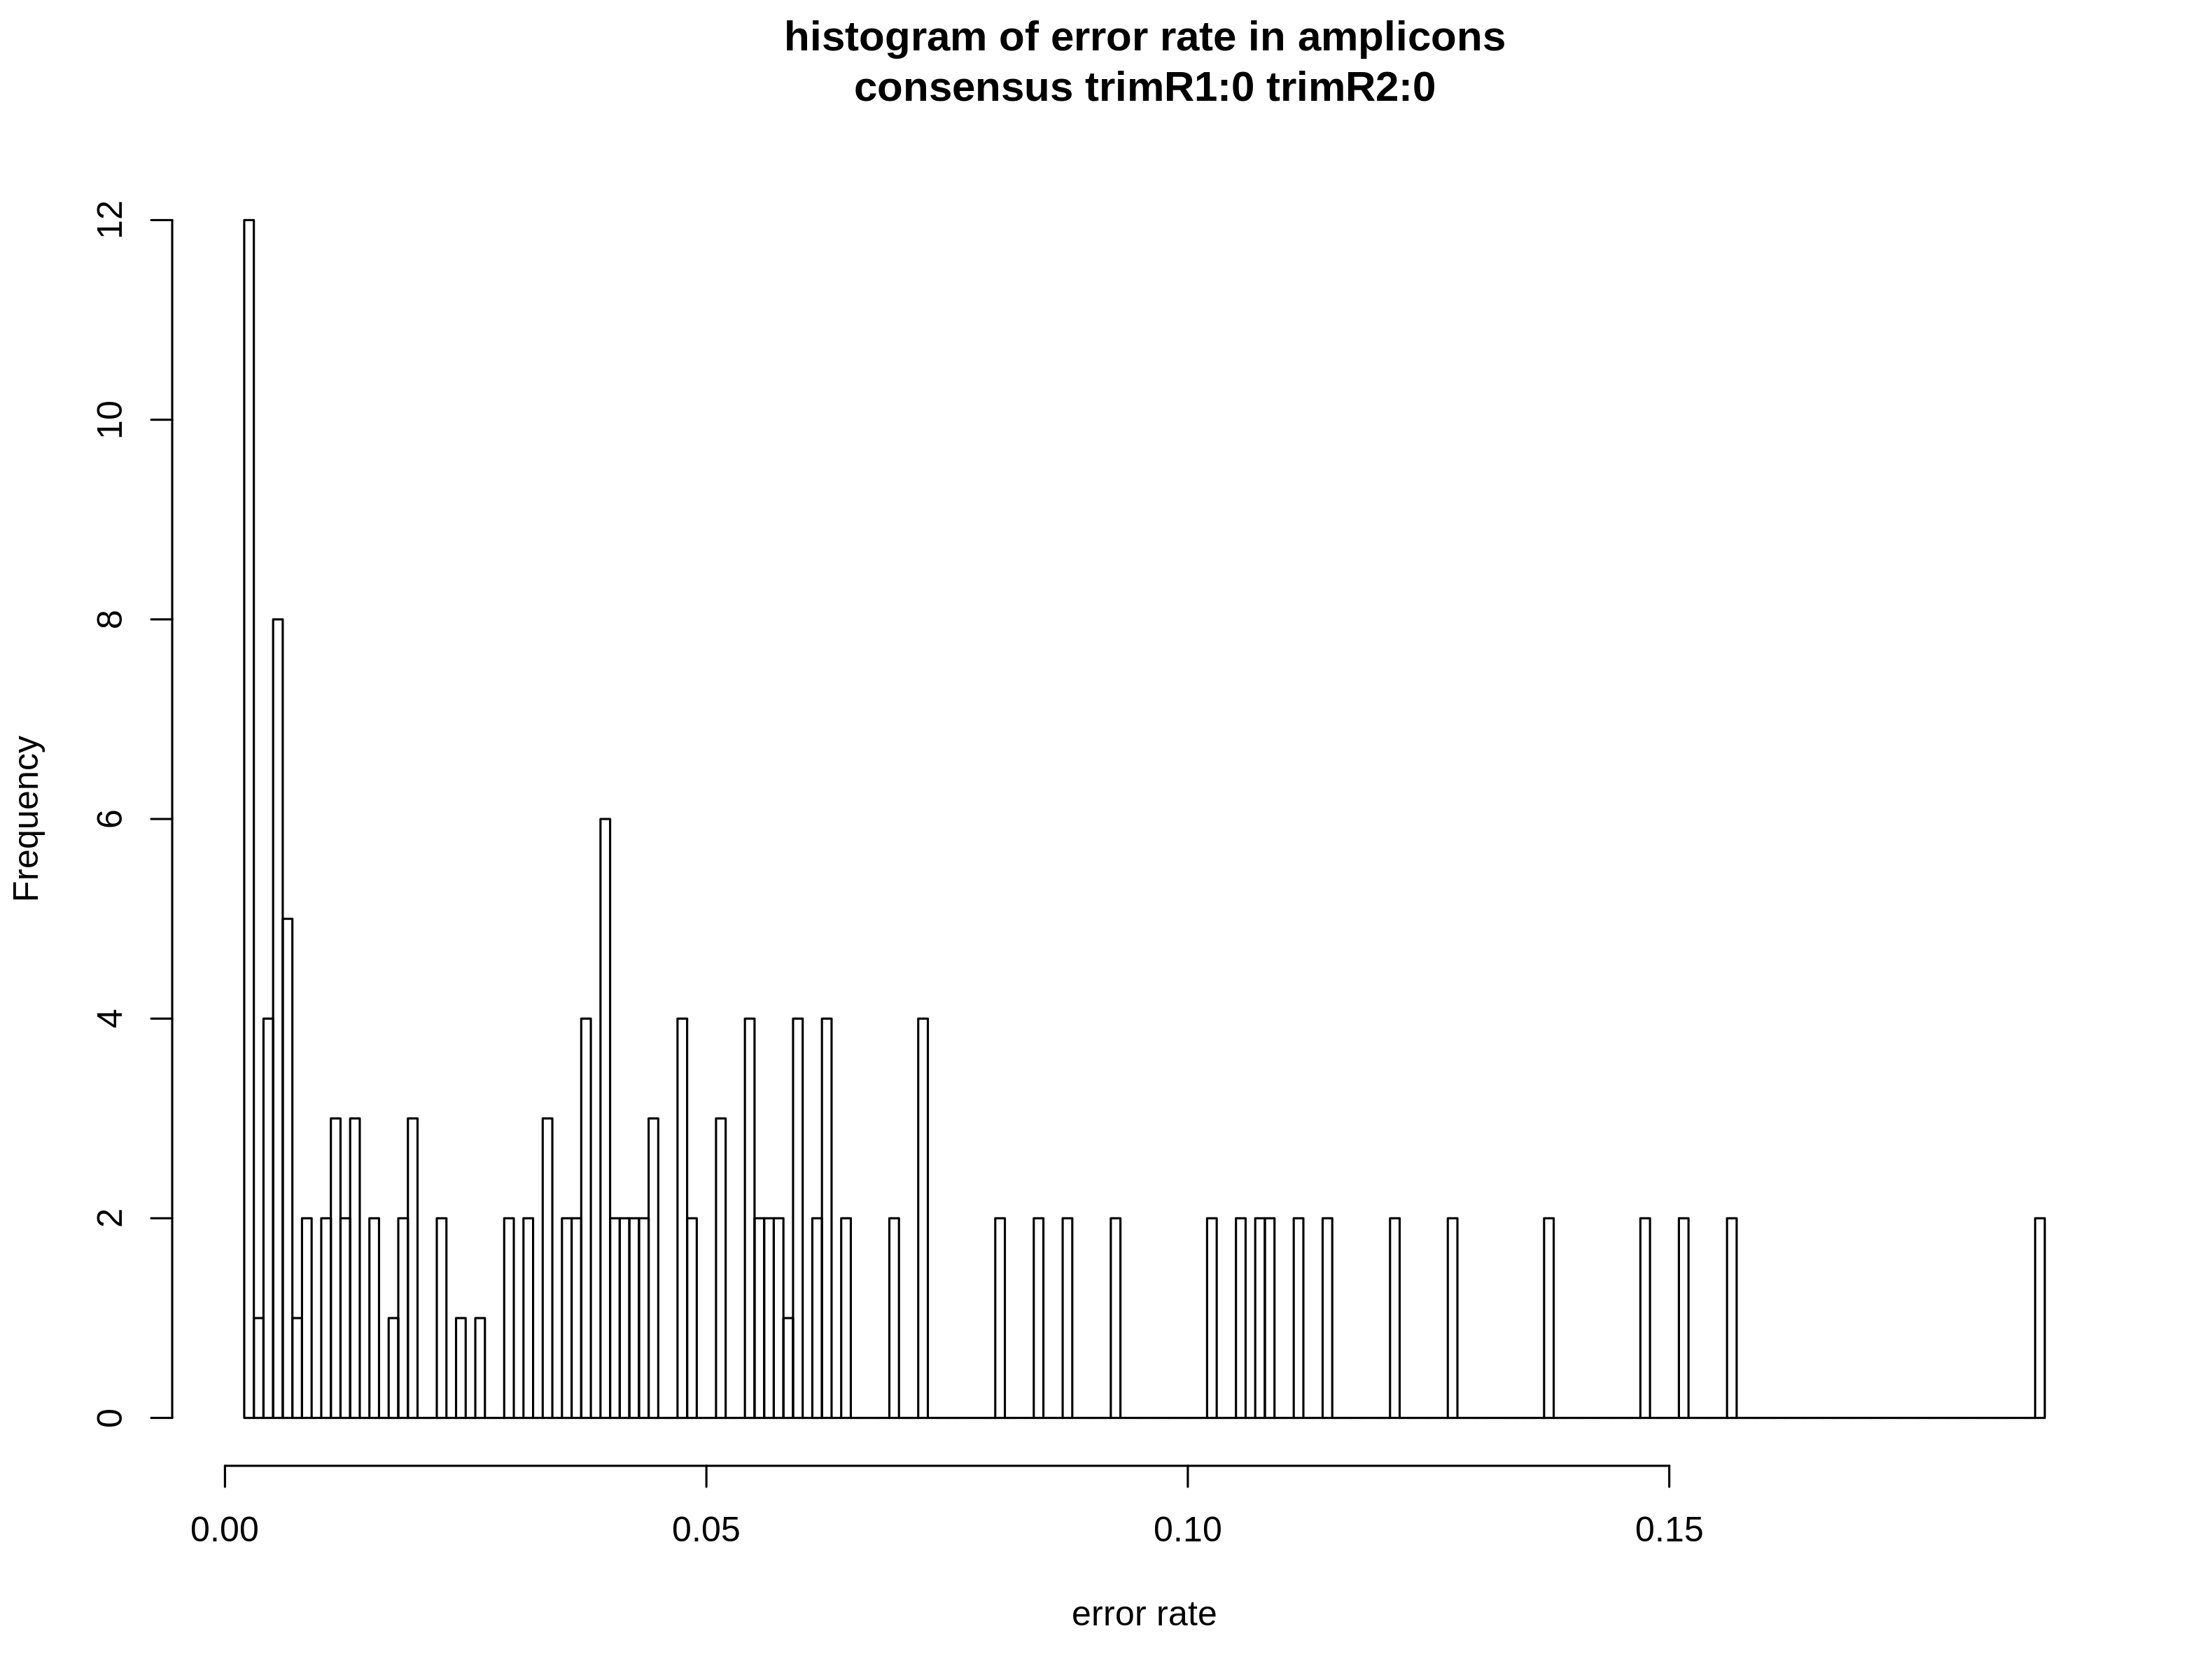 histogram of error rate in amplicons
consensus trimR1:0 trimR2:0
12
10
8
6
4
2
0
Frequency
0.00 0.05 0.10 0.15
error rate